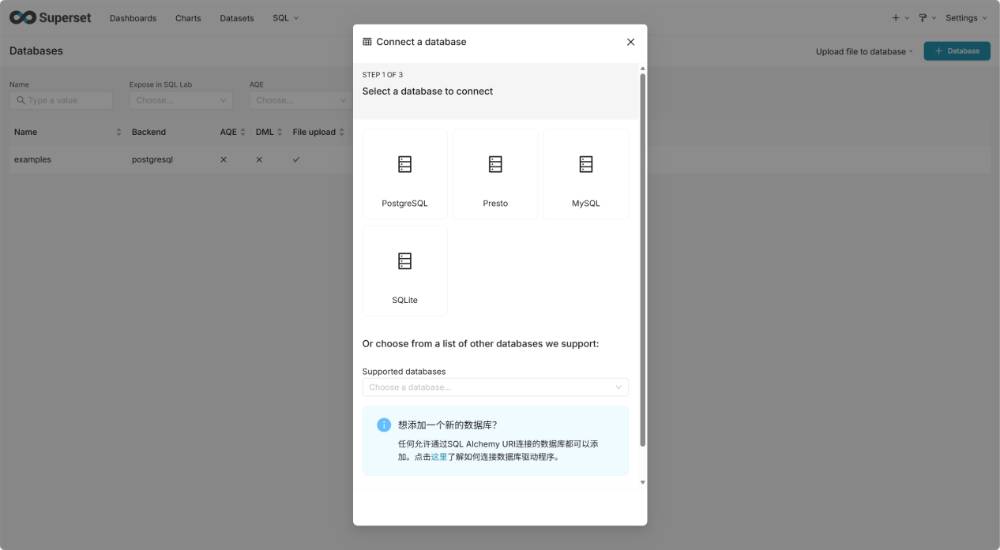 Superset
Dashboards
Charts
Datasets
SQL
Settings
Databases
Upload file to database
+ Database
Name
Expose in SQL Lab
AQE
Type a value
Choose...
Choose...
Name
Backend
AQE
DML
File upload
examples
postgresql
Connect a database
STEP 1 OF 3
Select a database to connect
PostgreSQL
Presto
MySQL
SQLite
Or choose from a list of other databases we support:
Supported databases
Choose a database...
想添加一个新的数据库？
任何允许通过SQL Alchemy URI连接的数据库都可以添
加。点击这里了解如何连接数据库驱动程序。